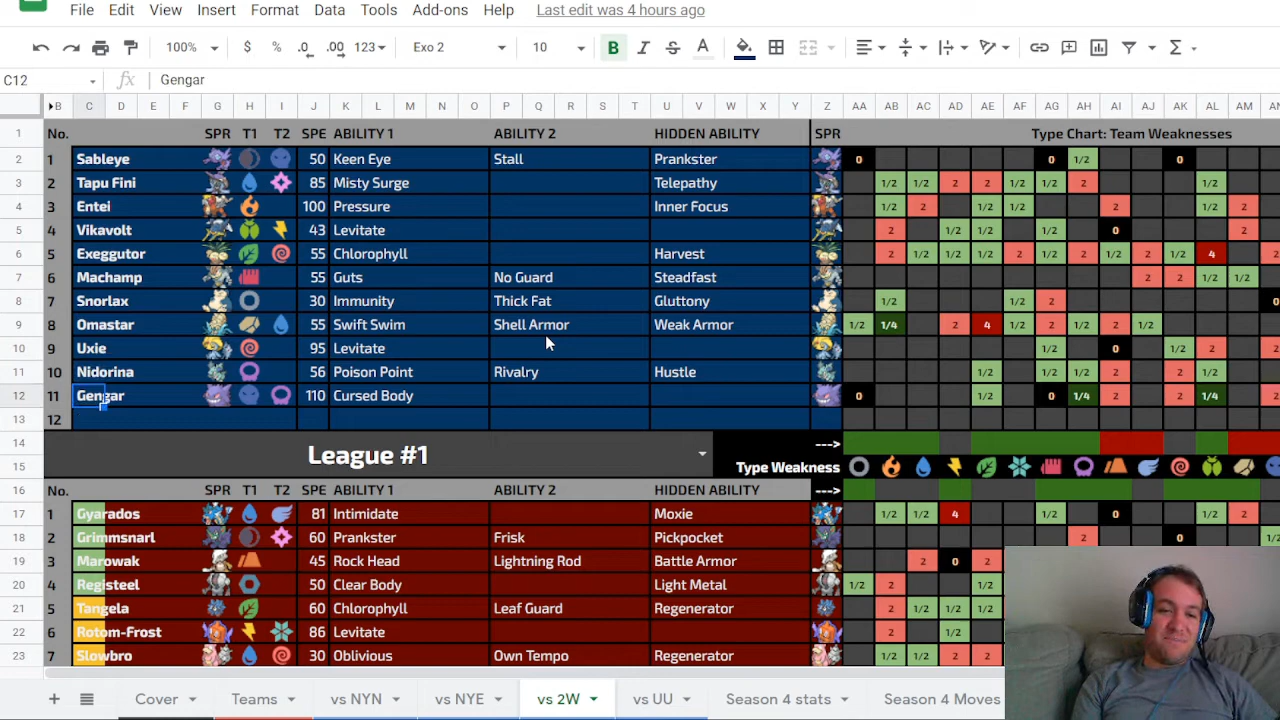 File Edit View Insert Format Data Tools Add-ons Help Last edit was 4 hours ago
100% $ % .0 .00 123 Exo 2 10 B I S A
C12 fx Gengar
B C D E F G H I J K L M N O P Q R S T U V W X Y Z AA AB AC AD AE AF AG AH AI AJ AK AL AM
1 No. SPR T1 T2 SPE ABILITY 1 ABILITY 2 HIDDEN ABILITY SPR Type Chart: Team Weaknesses
2 1 Sableye 50 Keen Eye Stall Prankster 0 0 1/2 0
3 2 Tapu Fini 85 Misty Surge Telepathy 1/2 1/2 2 2 1/2 1/2 2 1/2
4 3 Entei 100 Pressure Inner Focus 1/2 2 1/2 1/2 2 1/2 2
5 4 Vikavolt 43 Levitate 2 1/2 1/2 1/2 0 2
6 5 Exeggutor 55 Chlorophyll Harvest 2 1/2 1/2 1/2 2 1/2 2 1/2 2 1/2 4 2
7 6 Machamp 55 Guts No Guard Steadfast 2 2 1/2 1/2
8 7 Snorlax 30 Immunity Thick Fat Gluttony 1/2 1/2 2 0
9 8 Omastar 55 Swift Swim Shell Armor Weak Armor 1/2 1/4 2 4 1/2 2 1/2 2 1/2
10 9 Uxie 95 Levitate 1/2 0 1/2 2 2
11 10 Nidorina 56 Poison Point Rivalry Hustle 1/2 1/2 1/2 2 2 1/2
12 11 Gengar 110 Cursed Body 0 1/2 0 1/4 2 2 1/4 2
13 12
14 League #1 --->
15 Type Weakness
16 No. SPR T1 T2 SPE ABILITY 1 ABILITY 2 HIDDEN ABILITY --->
17 1 Gyarados 81 Intimidate Moxie 1/2 1/2 4 1/2 0 1/2 2
18 2 Grimmsnarl 60 Prankster Frisk Pickpocket 2 0 1/2
19 3 Marowak 45 Rock Head Lightning Rod Battle Armor 2 0 2
20 4 Registeel 50 Clear Body Light Metal 1/2 2 1/2
21 5 Tangela 60 Chlorophyll Leaf Guard Regenerator 2 1/2 1/2 1/2
22 6 Rotom-Frost 86 Levitate 2 1/2
23 7 Slowbro 30 Oblivious Own Tempo Regenerator 1/2 1/2 2 2
+ Cover Teams vs NYN vs NYE vs 2W vs UU Season 4 stats Season 4 Moves